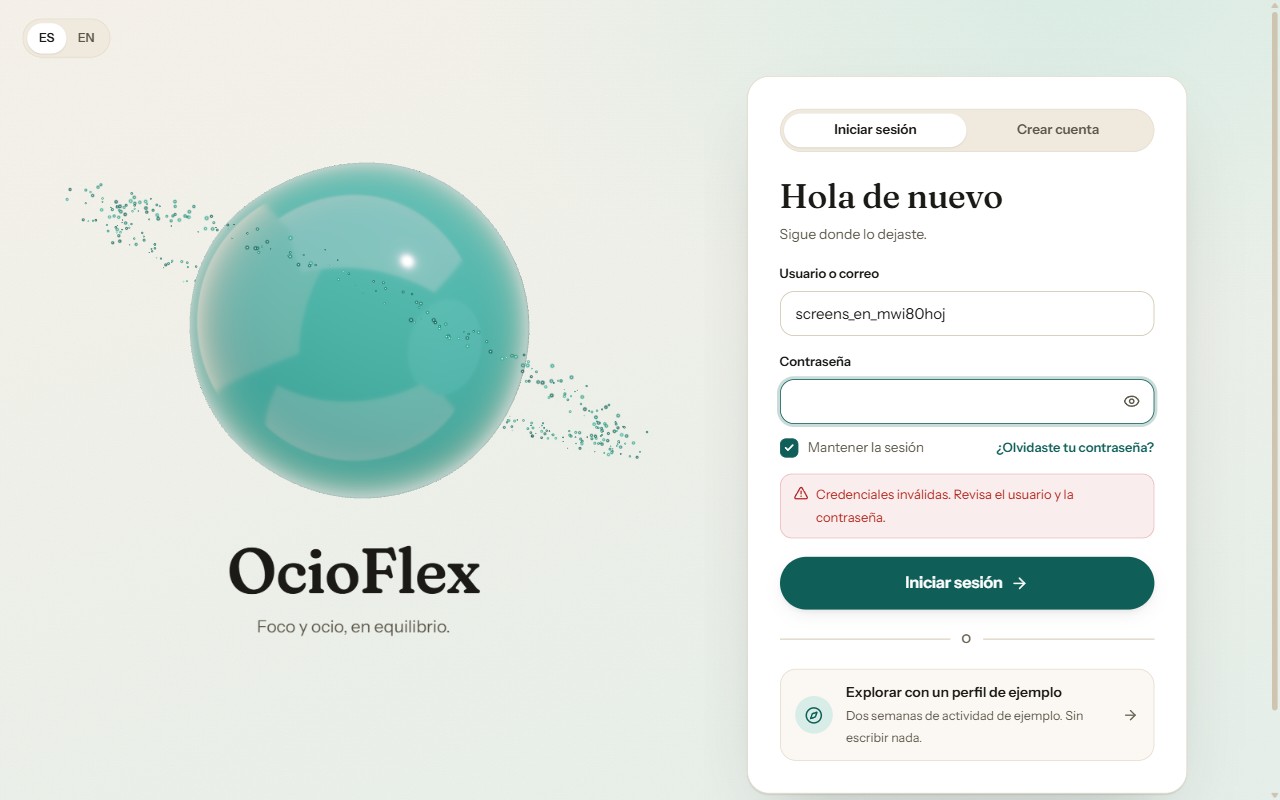 ES EN
OcioFlex
Foco y ocio, en equilibrio.
Iniciar sesión Crear cuenta
Hola de nuevo
Sigue donde lo dejaste.
Usuario o correo
screens_en_mwi80hoj
Contraseña
Mantener la sesión ¿Olvidaste tu contraseña?
Credenciales inválidas. Revisa el usuario y la
contraseña.
Iniciar sesión →
O
Explorar con un perfil de ejemplo
Dos semanas de actividad de ejemplo. Sin
escribir nada.